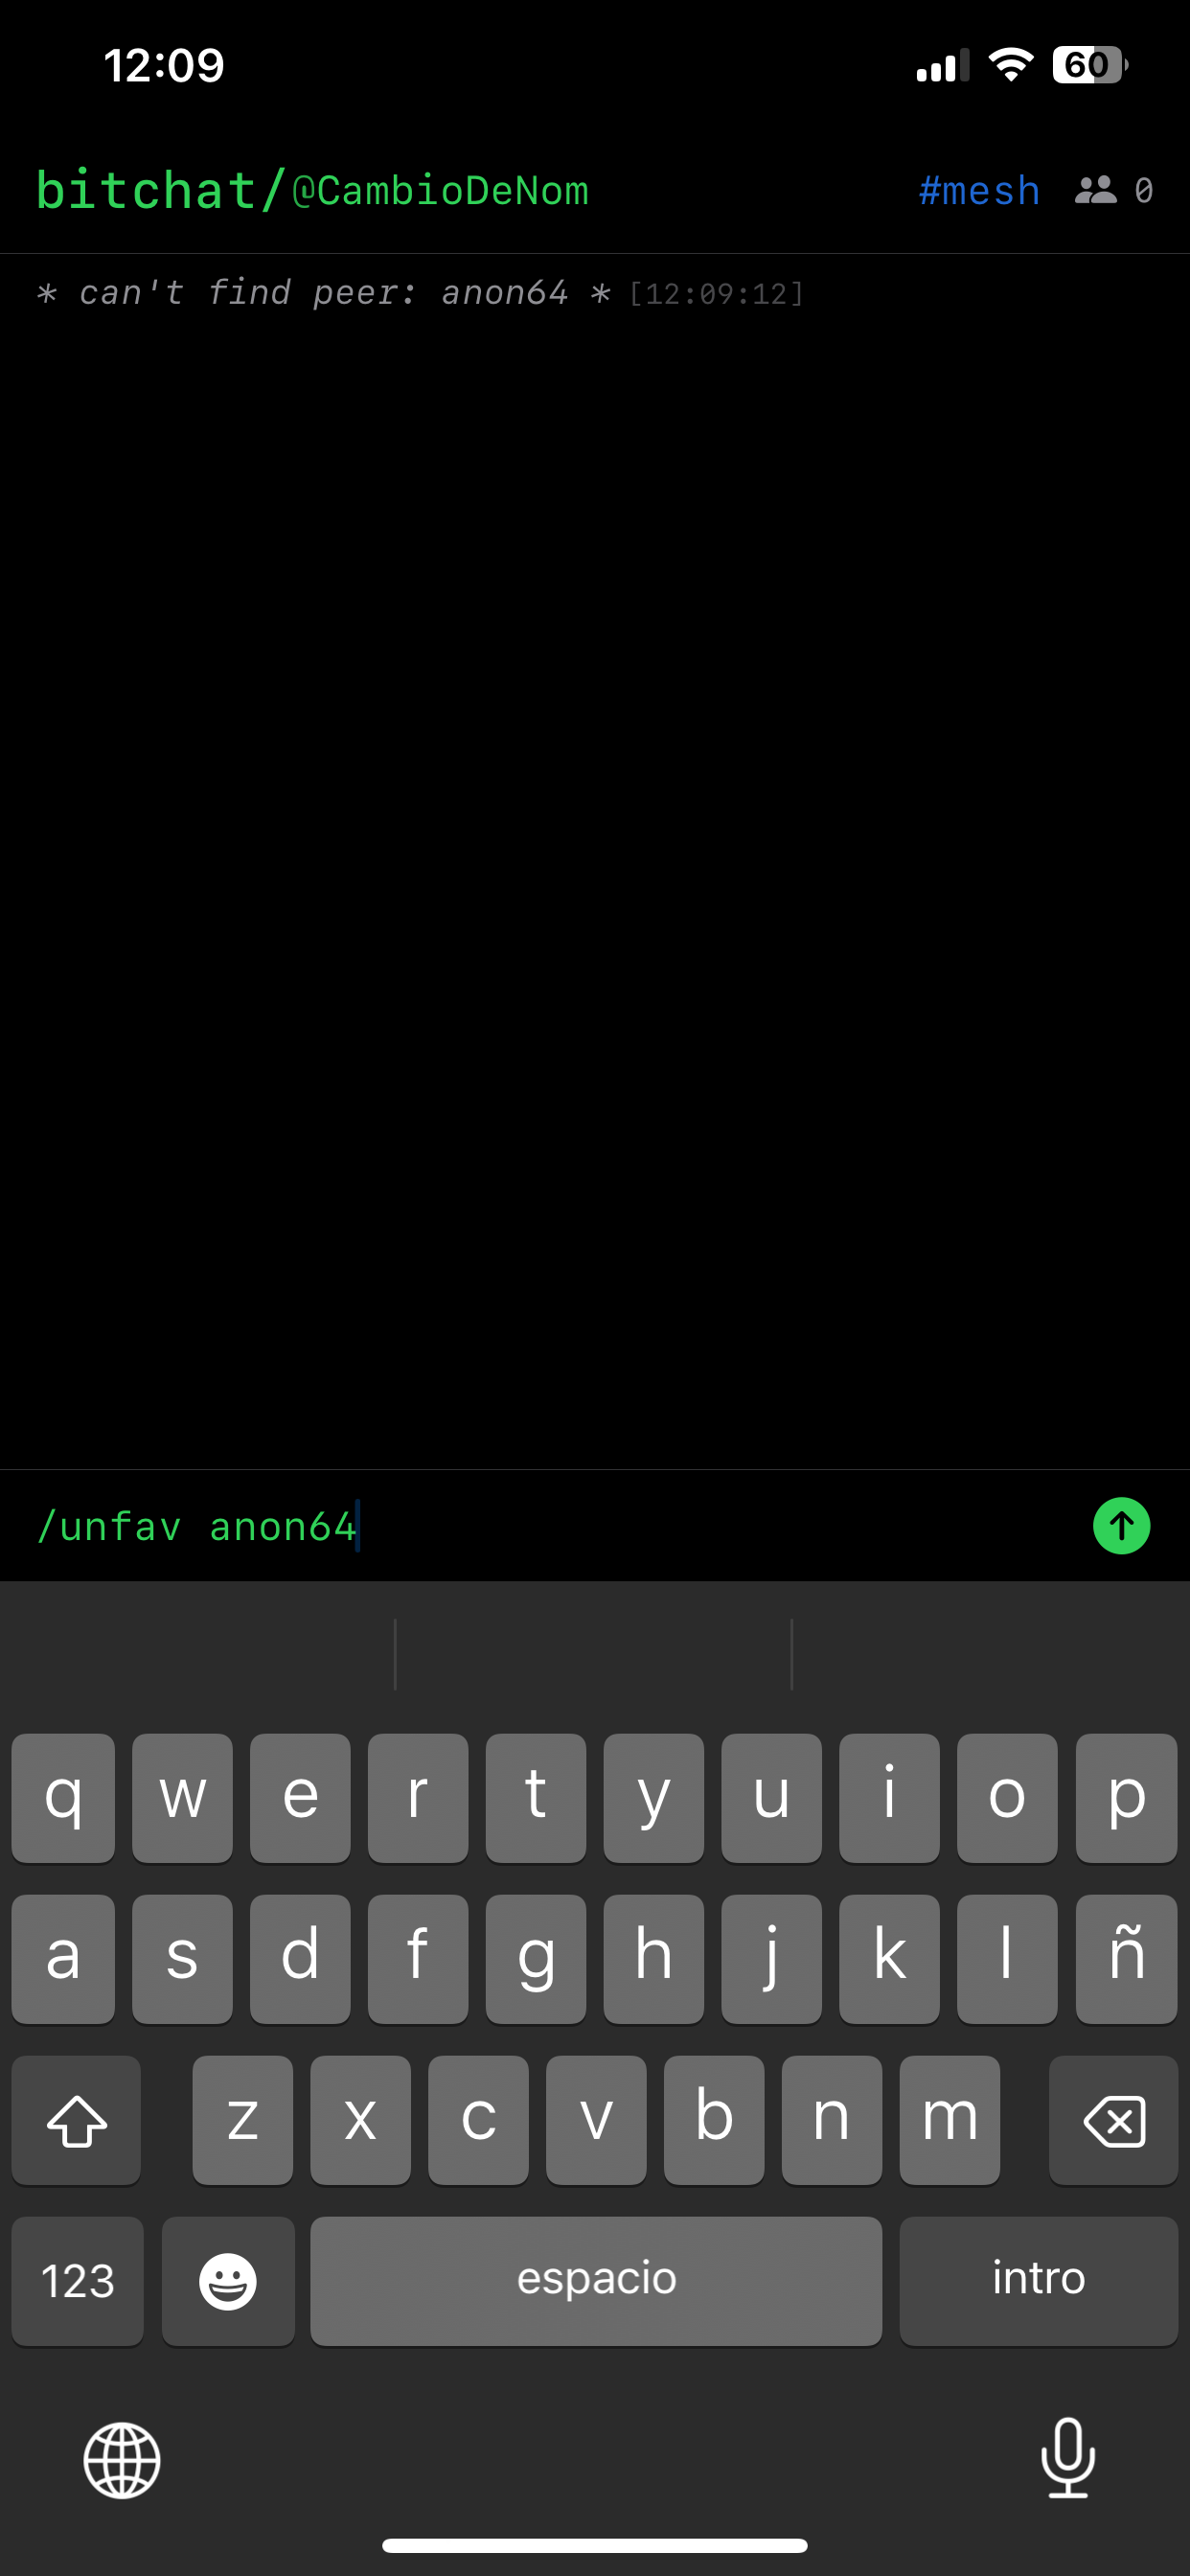 12:09 60
bitchat/@CambioDeNom #mesh 0
* can't find peer: anon64 * [12:09:12]
/unfav anon64
q w e r t y u i o p
a s d f g h j k l ñ
z x c v b n m
123 espacio intro